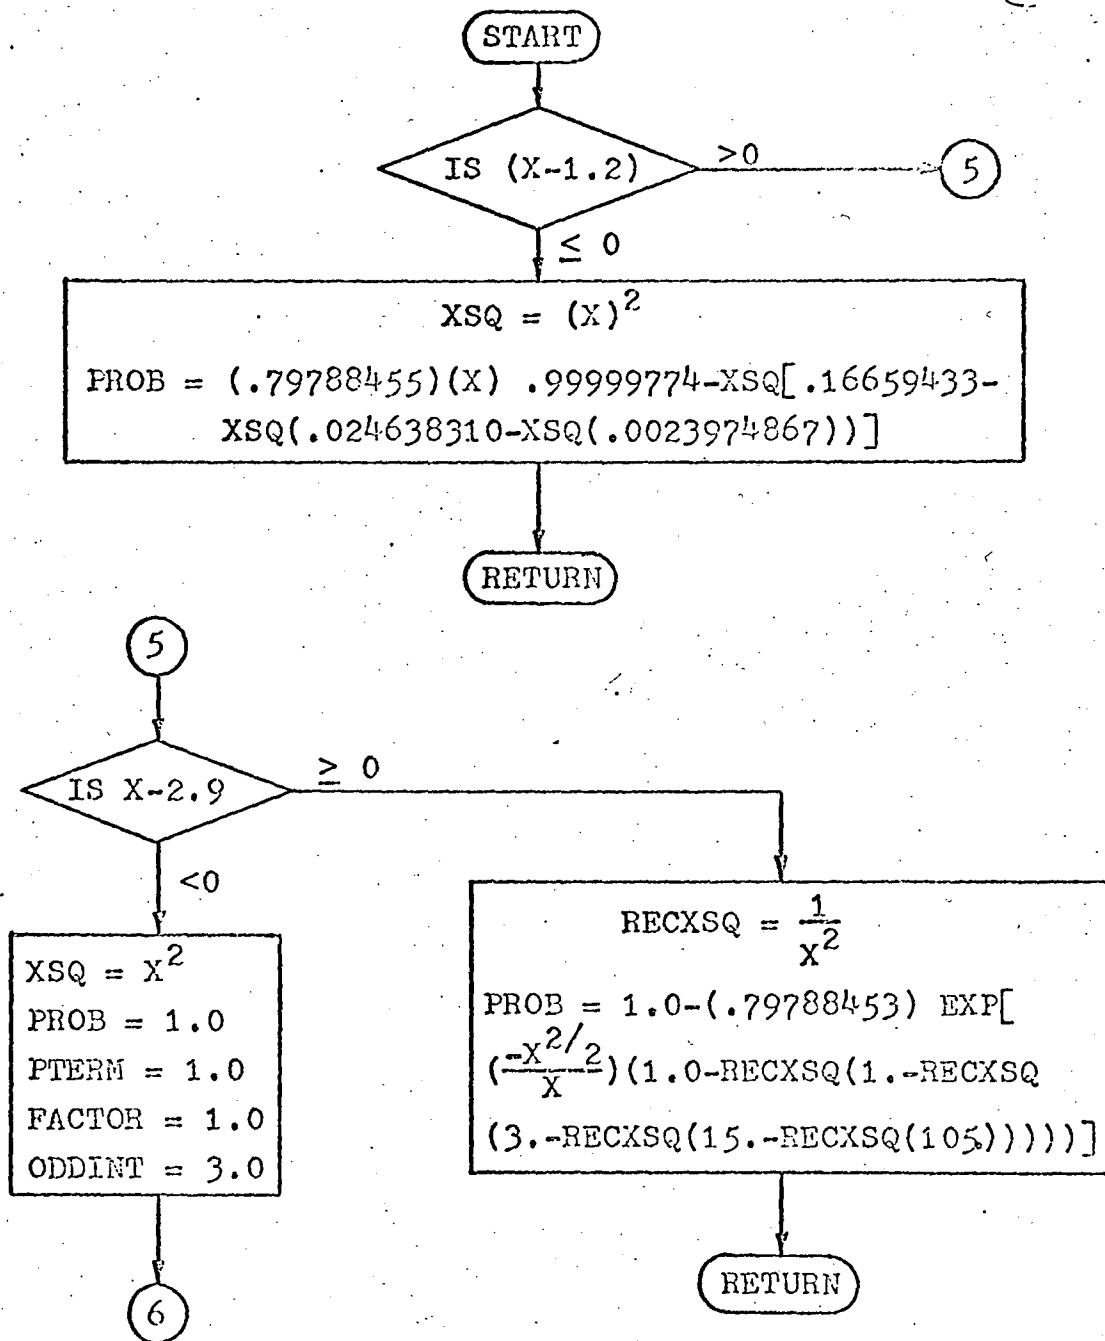 START
IS (X-1.2)
>0
5
≤ 0
XSQ = (X)²
PROB = (.79788455)(X) .99999774-XSQ[.16659433-
XSQ(.024638310-XSQ(.0023974867))]
RETURN
5
IS X-2.9
≥ 0
<0
XSQ = X²
PROB = 1.0
PTERM = 1.0
FACTOR = 1.0
ODDINT = 3.0
6
RECXSQ = 1/X²
PROB = 1.0-(.79788453) EXP[
(-X²/2/X)(1.0-RECXSQ(1.-RECXSQ
(3.-RECXSQ(15.-RECXSQ(105.)))))]
RETURN